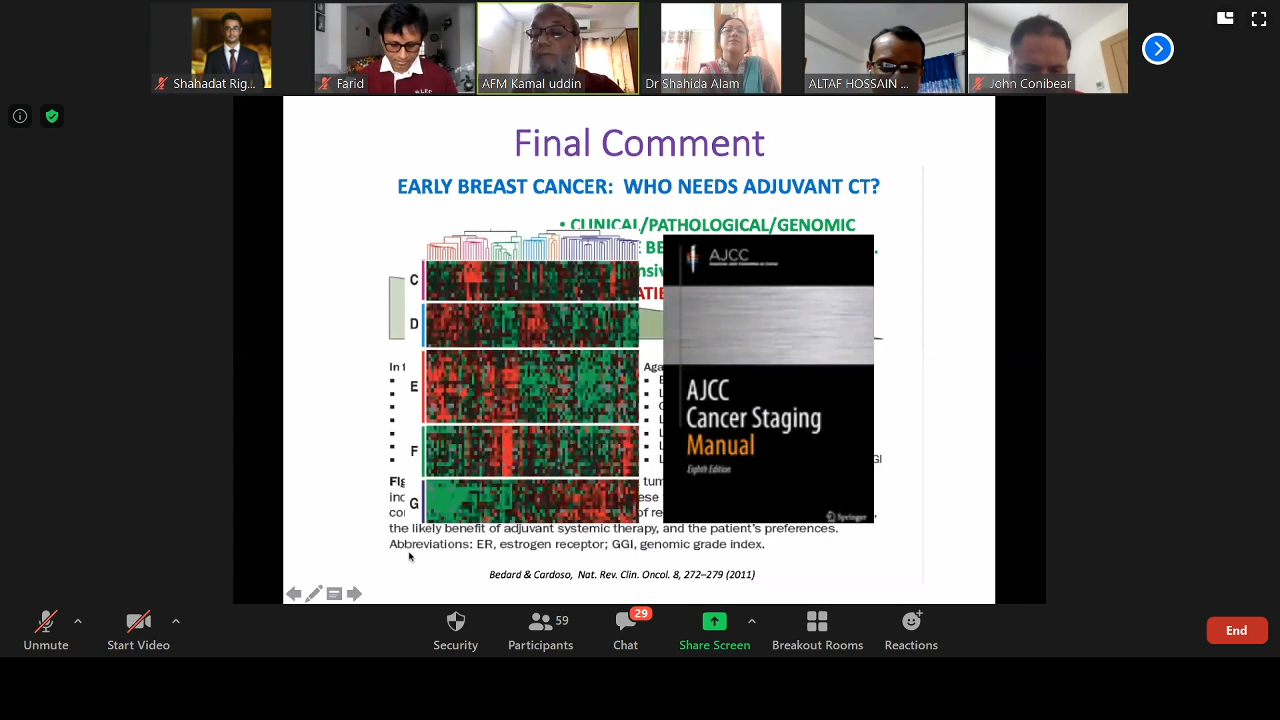 Shahadat Rig...
Farid
AFM Kamal uddin
Dr Shahida Alam
ALTAF HOSSAIN ...
John Conibear
Final Comment
EARLY BREAST CANCER: WHO NEEDS ADJUVANT CT?
• CLINICAL/PATHOLOGICAL/GENOMIC
C
D
E
F
G
AJCC
AJCC
Cancer Staging
Manual
Eighth Edition
Springer
the likely benefit of adjuvant systemic therapy, and the patient's preferences.
Abbreviations: ER, estrogen receptor; GGI, genomic grade index.
Bedard & Cardoso, Nat. Rev. Clin. Oncol. 8, 272–279 (2011)
Unmute
Start Video
Security
59
Participants
29
Chat
Share Screen
Breakout Rooms
Reactions
End